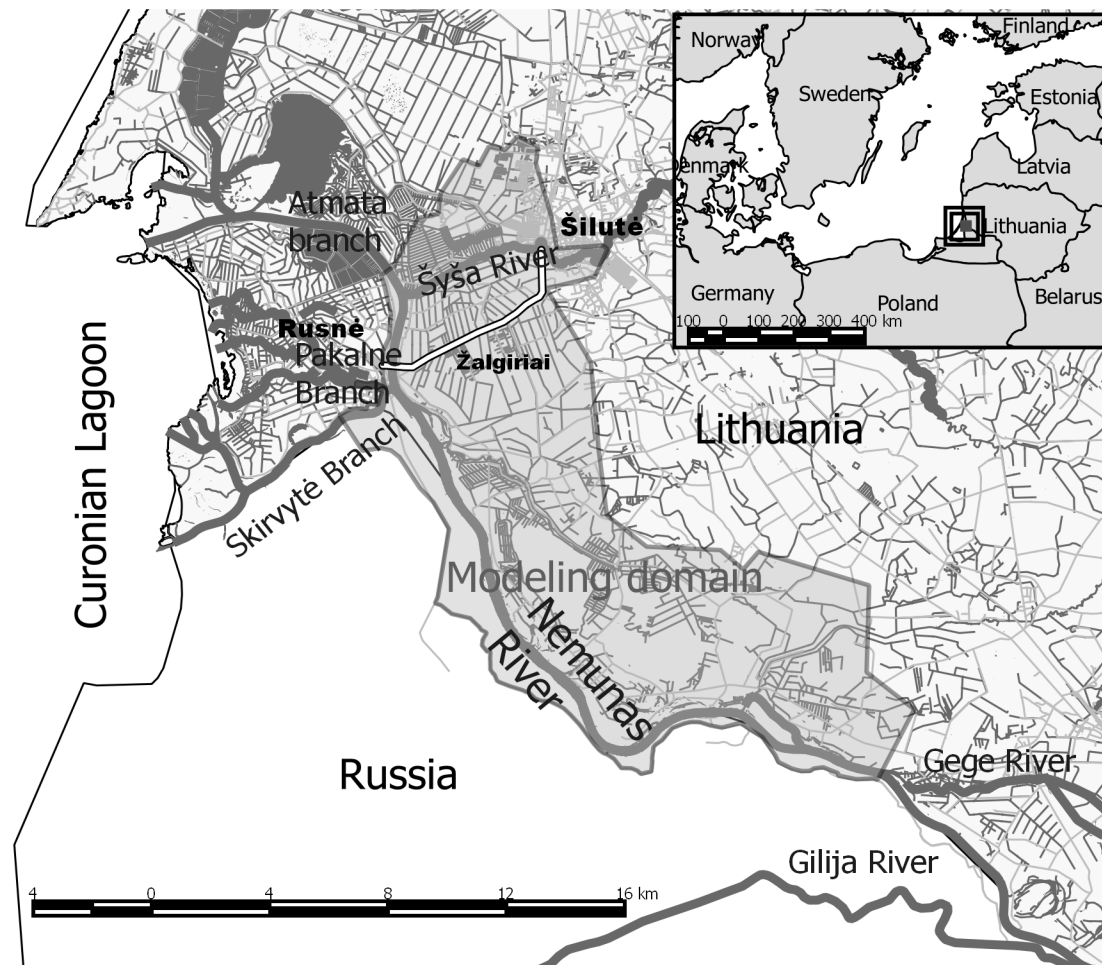 Norway
Finland
Sweden
Estonia
Denmark
Latvia
Lithuania
Germany
Poland
Belarus
100 0 100 200 300 400 km
Atmata
branch
Šilutė
Šyša River
Rusnė
Pakalne
Branch
Žalgiriai
Curonian Lagoon
Skirvytė Branch
Lithuania
Modeling domain
Nemunas
River
Russia
Gege River
Gilija River
4 0 4 8 12 16 km